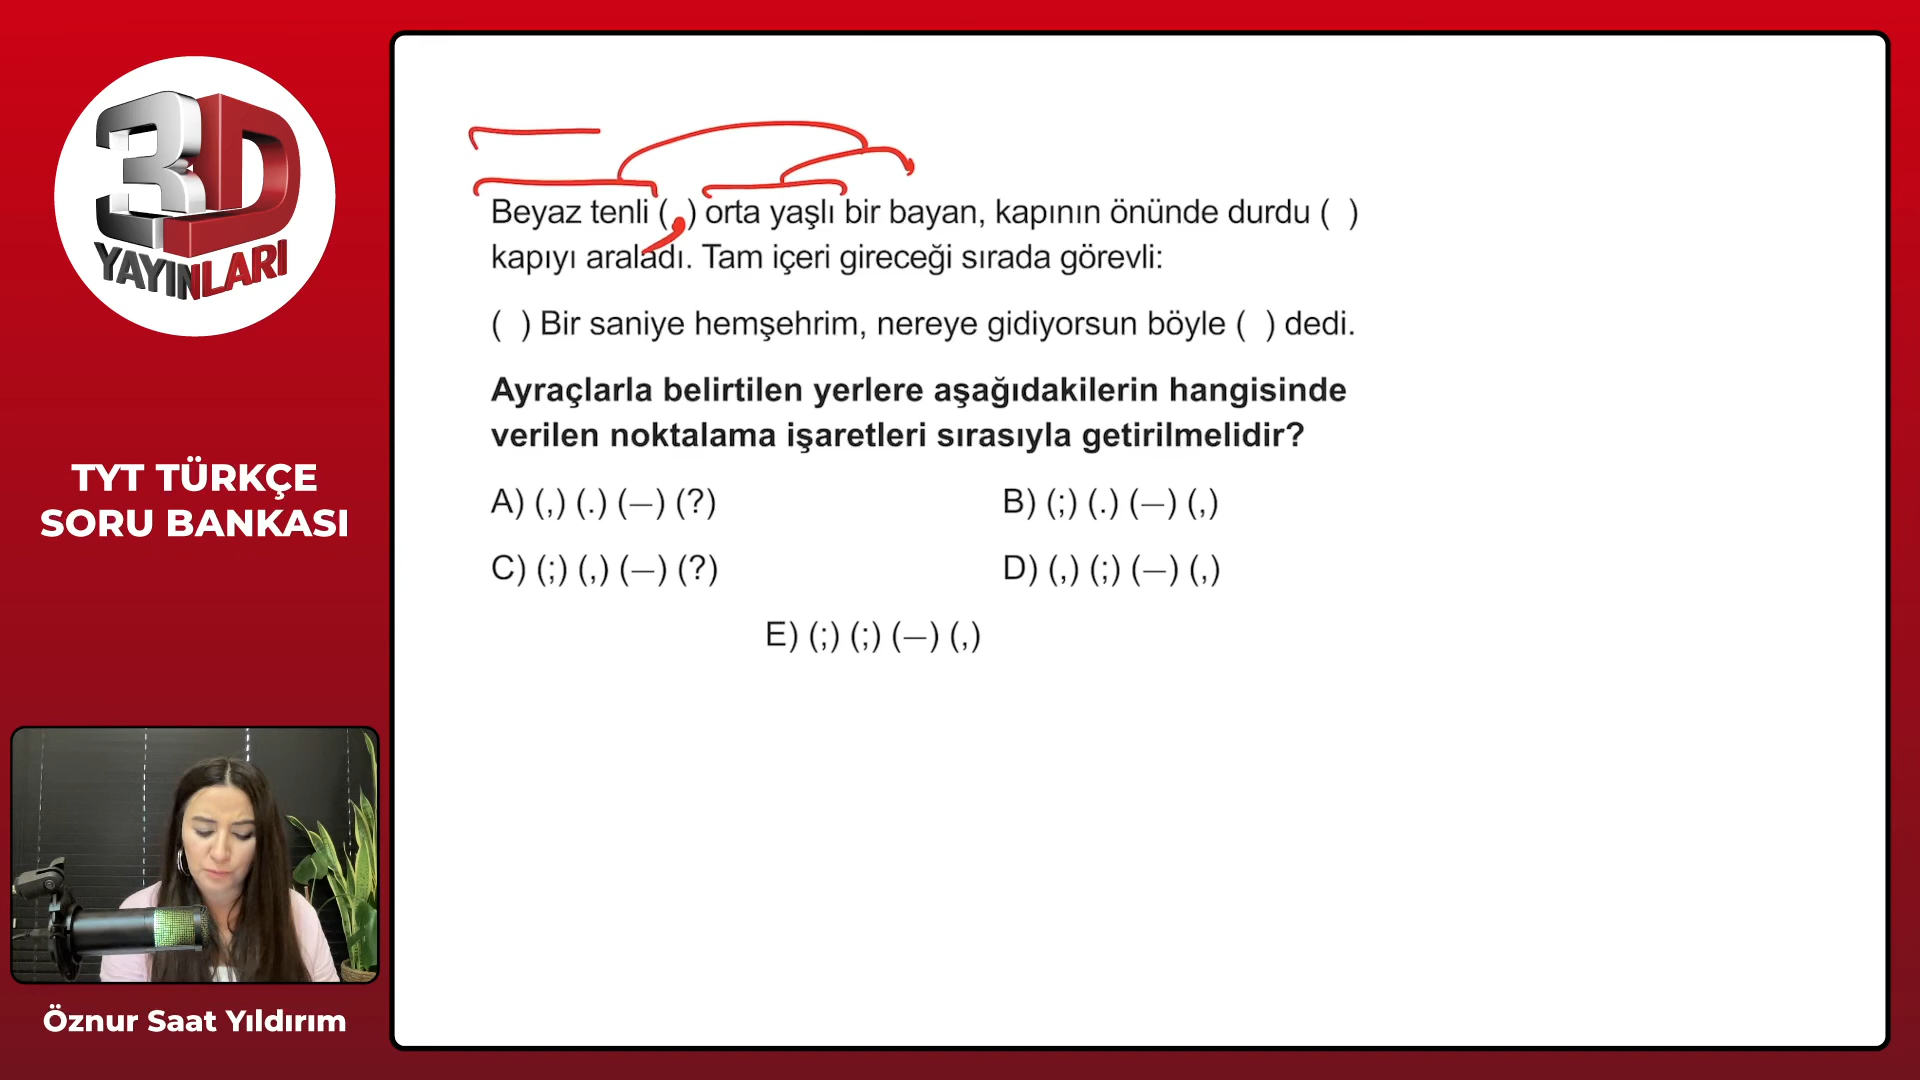 3D
YAYINLARI
TYT TÜRKÇE
SORU BANKASI
Öznur Saat Yıldırım
Beyaz tenli (,) orta yaşlı bir bayan, kapının önünde durdu ( )
kapıyı araladı. Tam içeri gireceği sırada görevli:
( ) Bir saniye hemşehrim, nereye gidiyorsun böyle ( ) dedi.
Ayraçlarla belirtilen yerlere aşağıdakilerin hangisinde
verilen noktalama işaretleri sırasıyla getirilmelidir?
A) (,) (.) (—) (?)
B) (;) (.) (—) (,)
C) (;) (,) (—) (?)
D) (,) (;) (—) (,)
E) (;) (;) (—) (,)